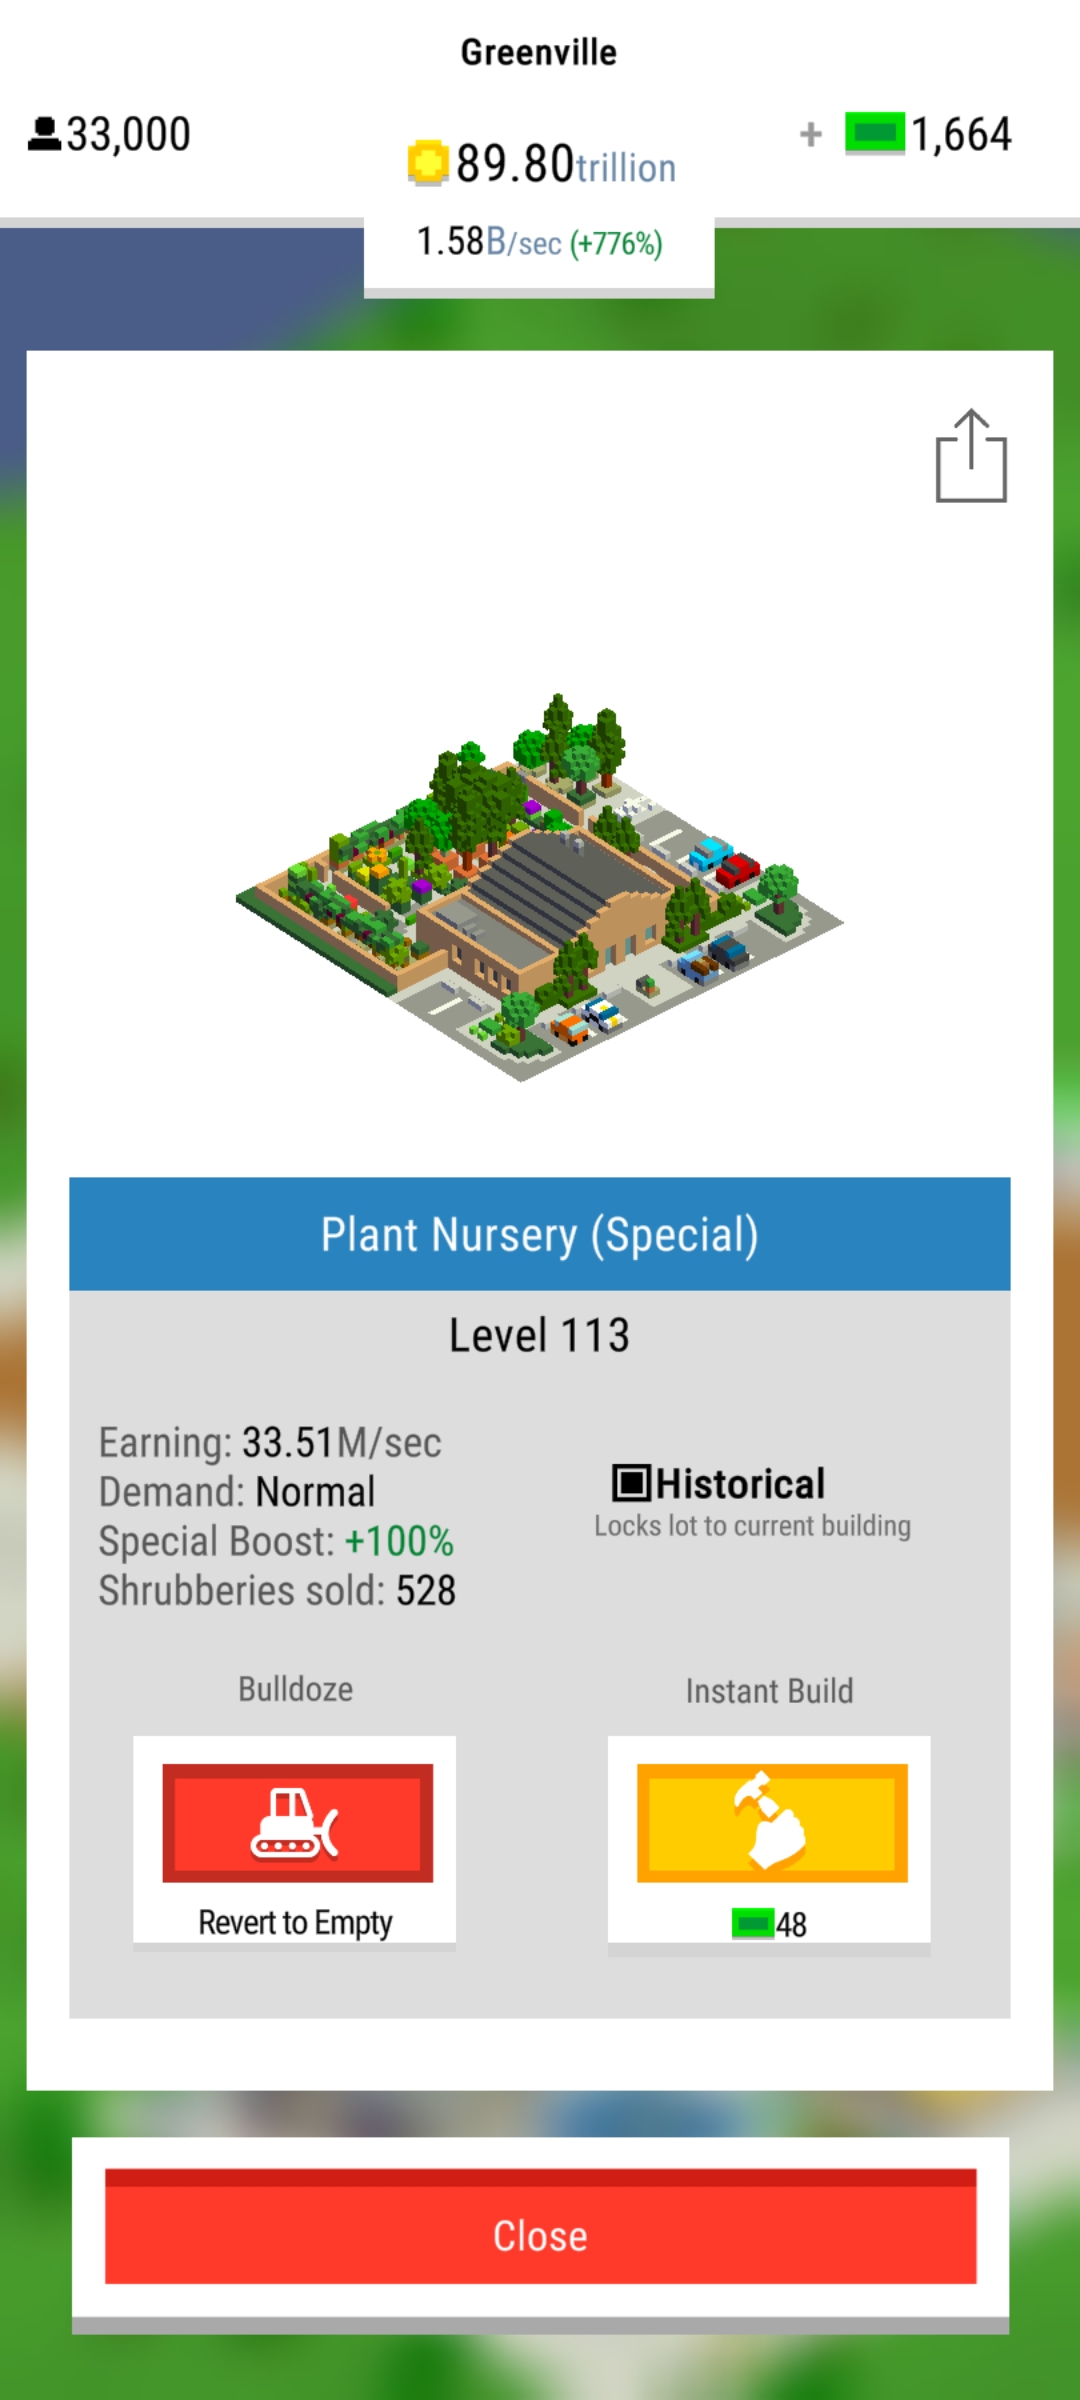 Greenville
33,000
89.80trillion
+ 1,664
1.58B/sec (+776%)
Plant Nursery (Special)
Level 113
Earning: 33.51M/sec
Demand: Normal
Special Boost: +100%
Shrubberies sold: 528
Historical
Locks lot to current building
Bulldoze
Revert to Empty
Instant Build
48
Close